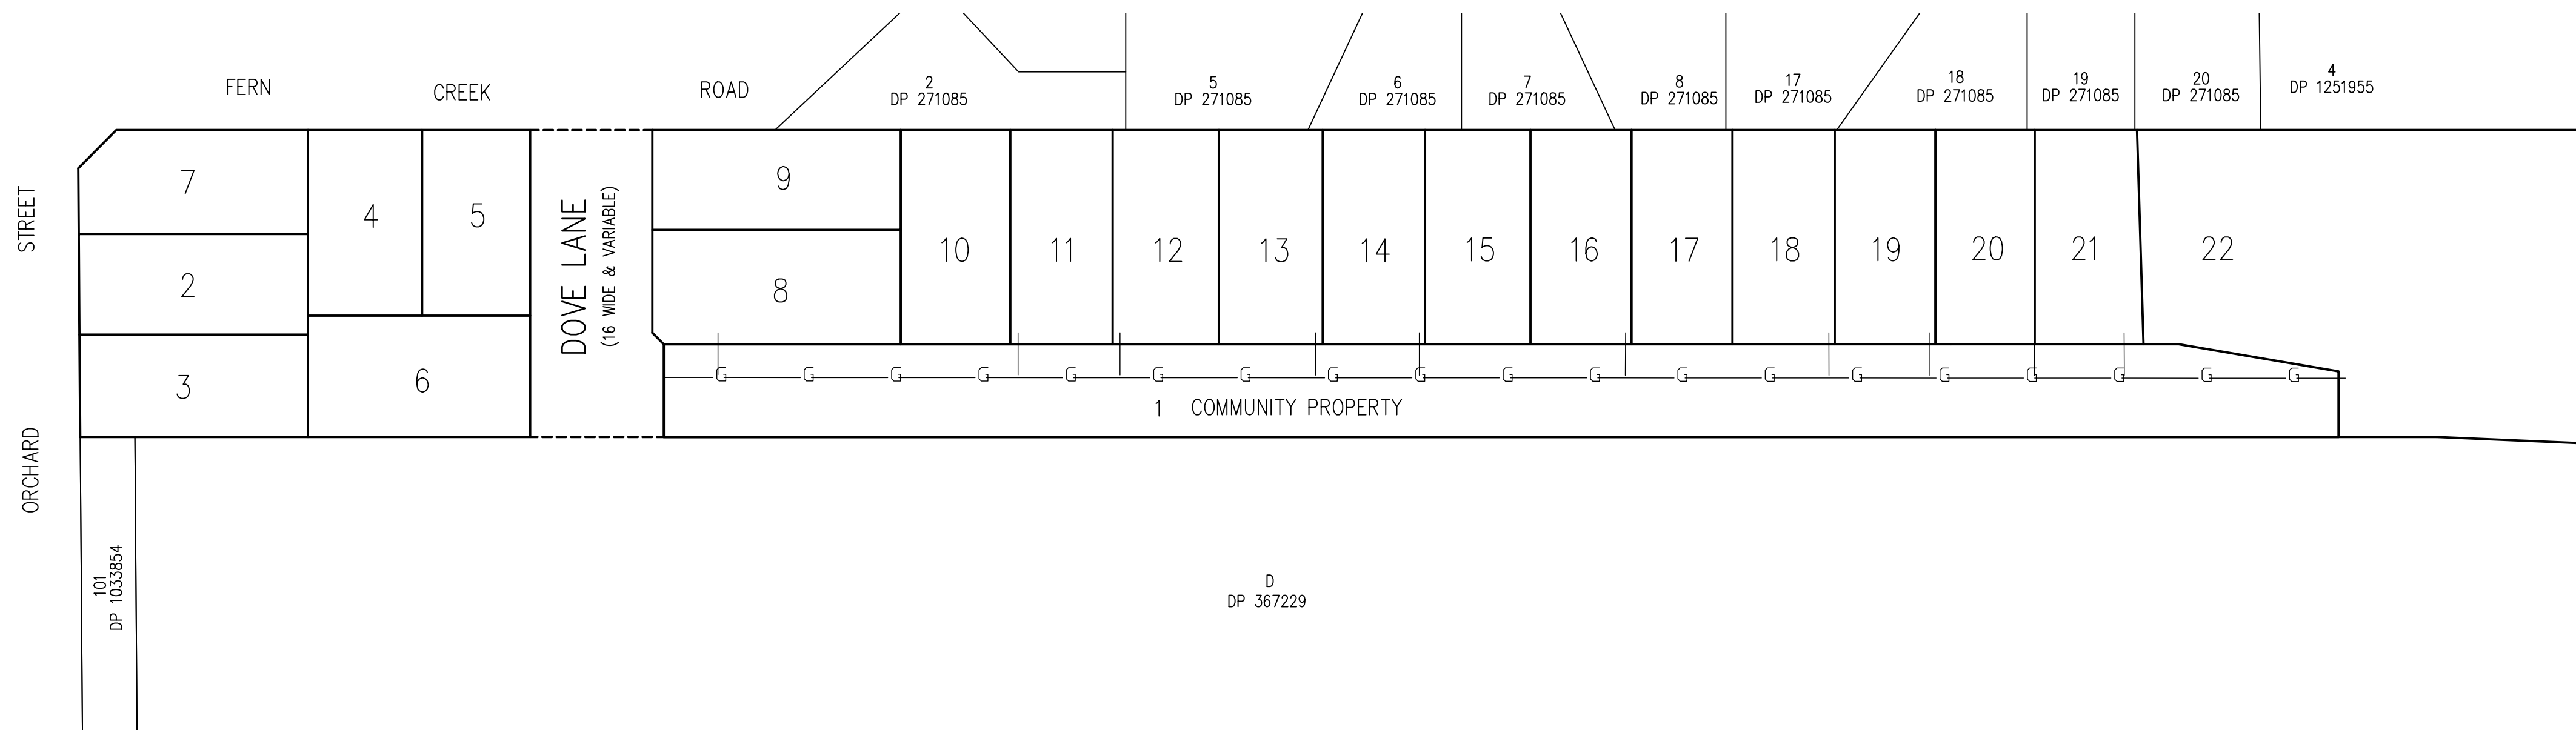 FERN CREEK ROAD
2
DP 271085
5
DP 271085
6
DP 271085
7
DP 271085
8
DP 271085
17
DP 271085
18
DP 271085
19
DP 271085
20
DP 271085
4
DP 1251955
STREET
ORCHARD
7
2
3
4
5
6
DOVE LANE
(16 WIDE & VARIABLE)
9
8
10
11
12
13
14
15
16
17
18
19
20
21
22
G G G G G G G G G G G G G G G G G G G
1 COMMUNITY PROPERTY
101
DP 1033854
D
DP 367229